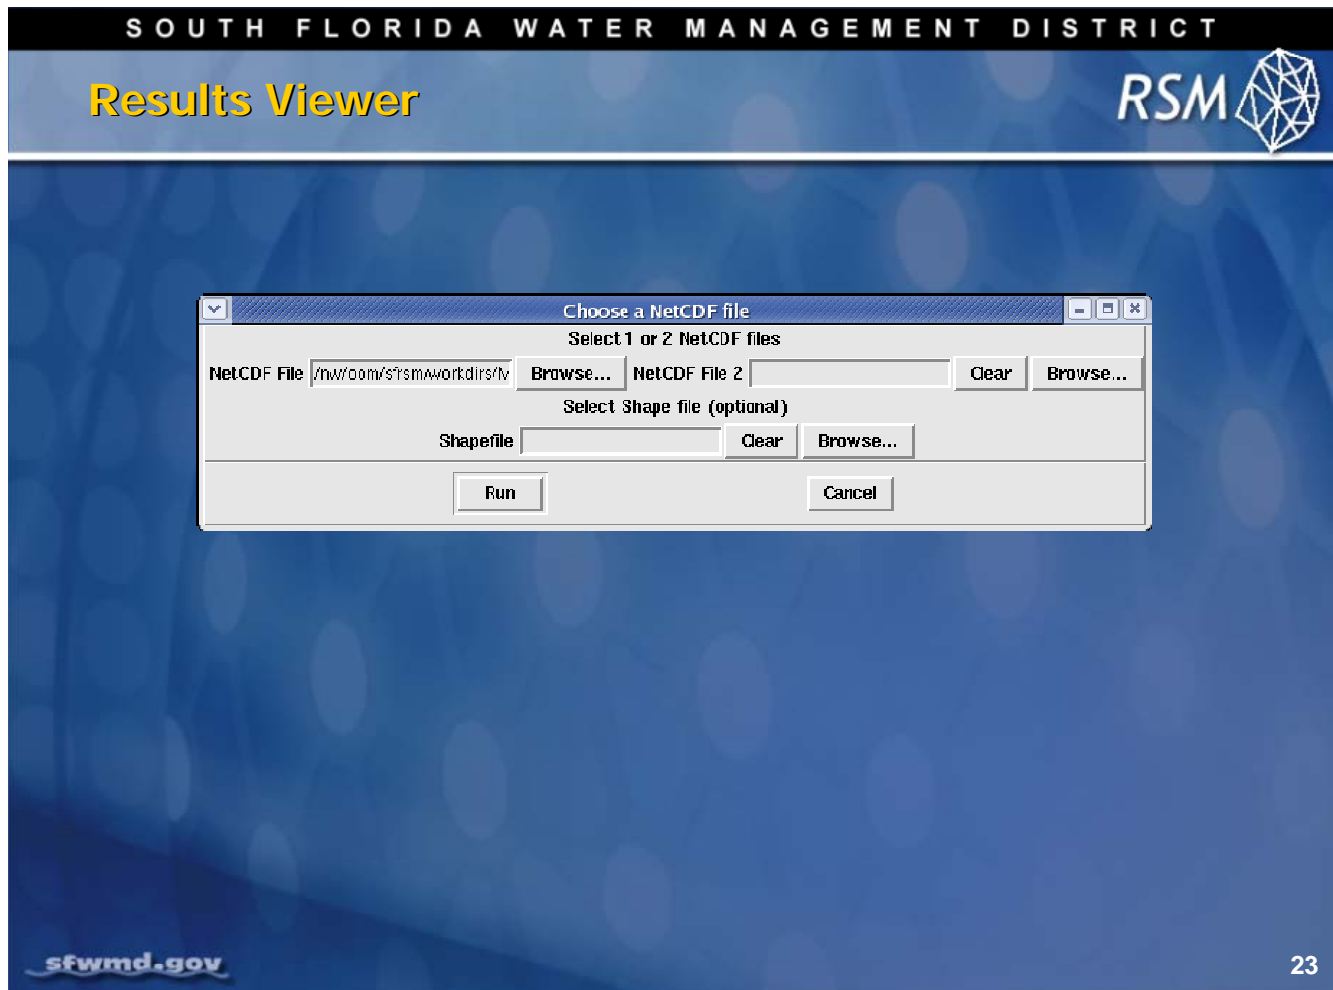 SOUTH FLORIDA WATER MANAGEMENT DISTRICT
Results Viewer
RSM
Choose a NetCDF file
Select 1 or 2 NetCDF files
NetCDF File /nw/oom/sfrsm/workdirs/ Browse... NetCDF File 2 Clear Browse...
Select Shape file (optional)
Shapefile Clear Browse...
Run Cancel
sfwmd.gov
23